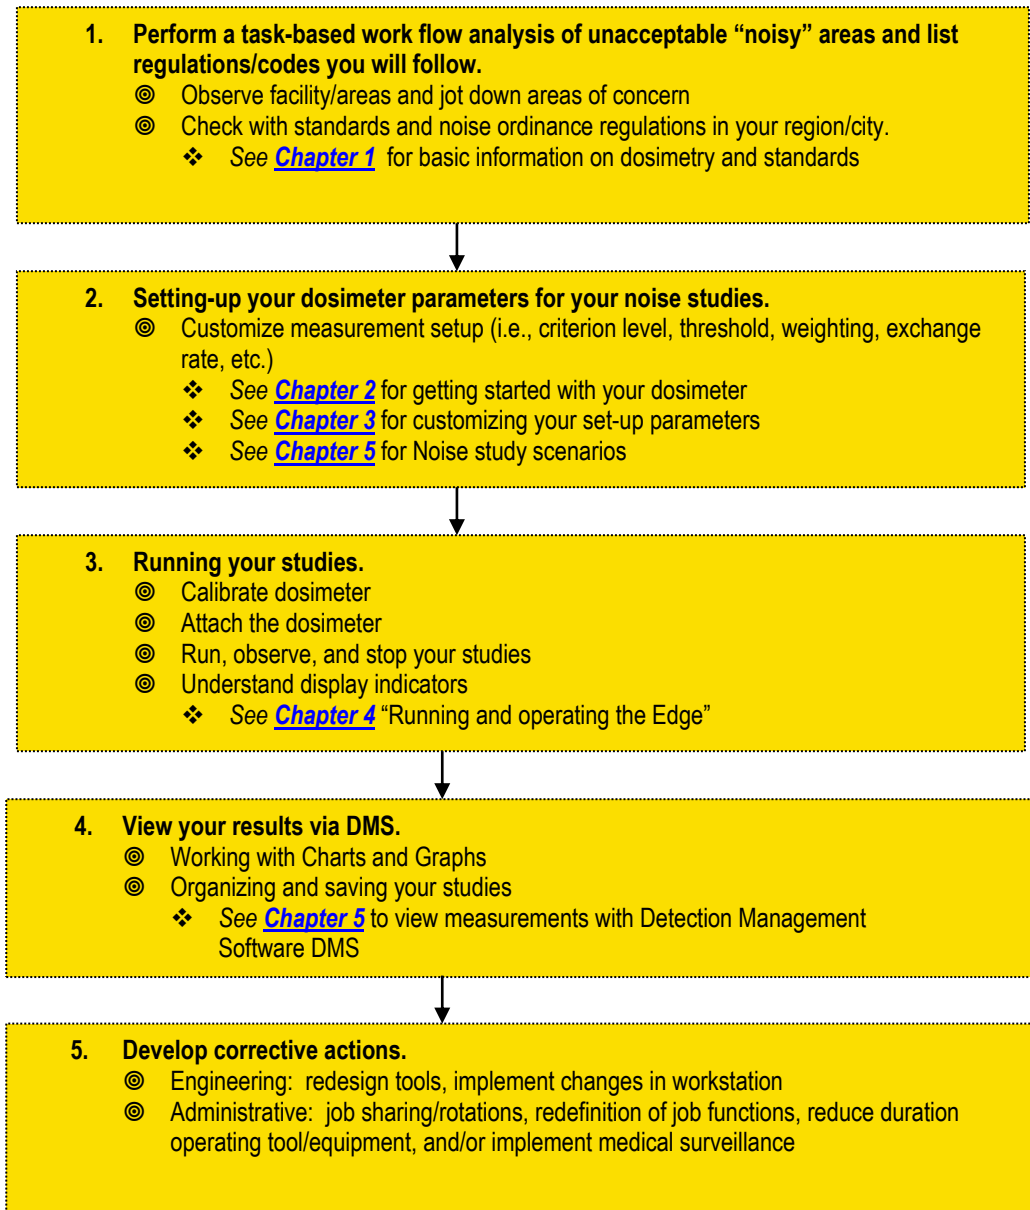 1. Perform a task-based work flow analysis of unacceptable “noisy” areas and list
regulations/codes you will follow.
Observe facility/areas and jot down areas of concern
Check with standards and noise ordinance regulations in your region/city.
See Chapter 1 for basic information on dosimetry and standards
2. Setting-up your dosimeter parameters for your noise studies.
Customize measurement setup (i.e., criterion level, threshold, weighting, exchange
rate, etc.)
See Chapter 2 for getting started with your dosimeter
See Chapter 3 for customizing your set-up parameters
See Chapter 5 for Noise study scenarios
3. Running your studies.
Calibrate dosimeter
Attach the dosimeter
Run, observe, and stop your studies
Understand display indicators
See Chapter 4 “Running and operating the Edge”
4. View your results via DMS.
Working with Charts and Graphs
Organizing and saving your studies
See Chapter 5 to view measurements with Detection Management
Software DMS
5. Develop corrective actions.
Engineering: redesign tools, implement changes in workstation
Administrative: job sharing/rotations, redefinition of job functions, reduce duration
operating tool/equipment, and/or implement medical surveillance